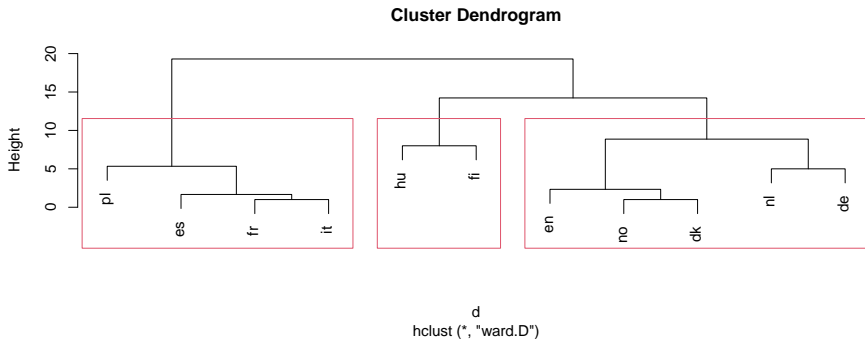 Cluster Dendrogram
Height
20
15
10
5
0
pl
es
fr
it
hu
fi
en
no
dk
nl
de
d
hclust (*, "ward.D")